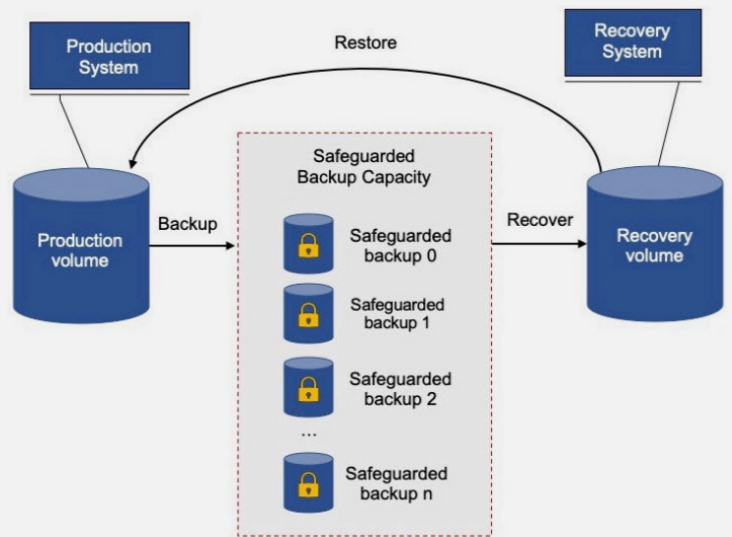 Production
System
Restore
Recovery
System
Safeguarded
Backup Capacity
Production
volume
Backup
Safeguarded
backup 0
Safeguarded
backup 1
Safeguarded
backup 2
...
Safeguarded
backup n
Recover
Recovery
volume